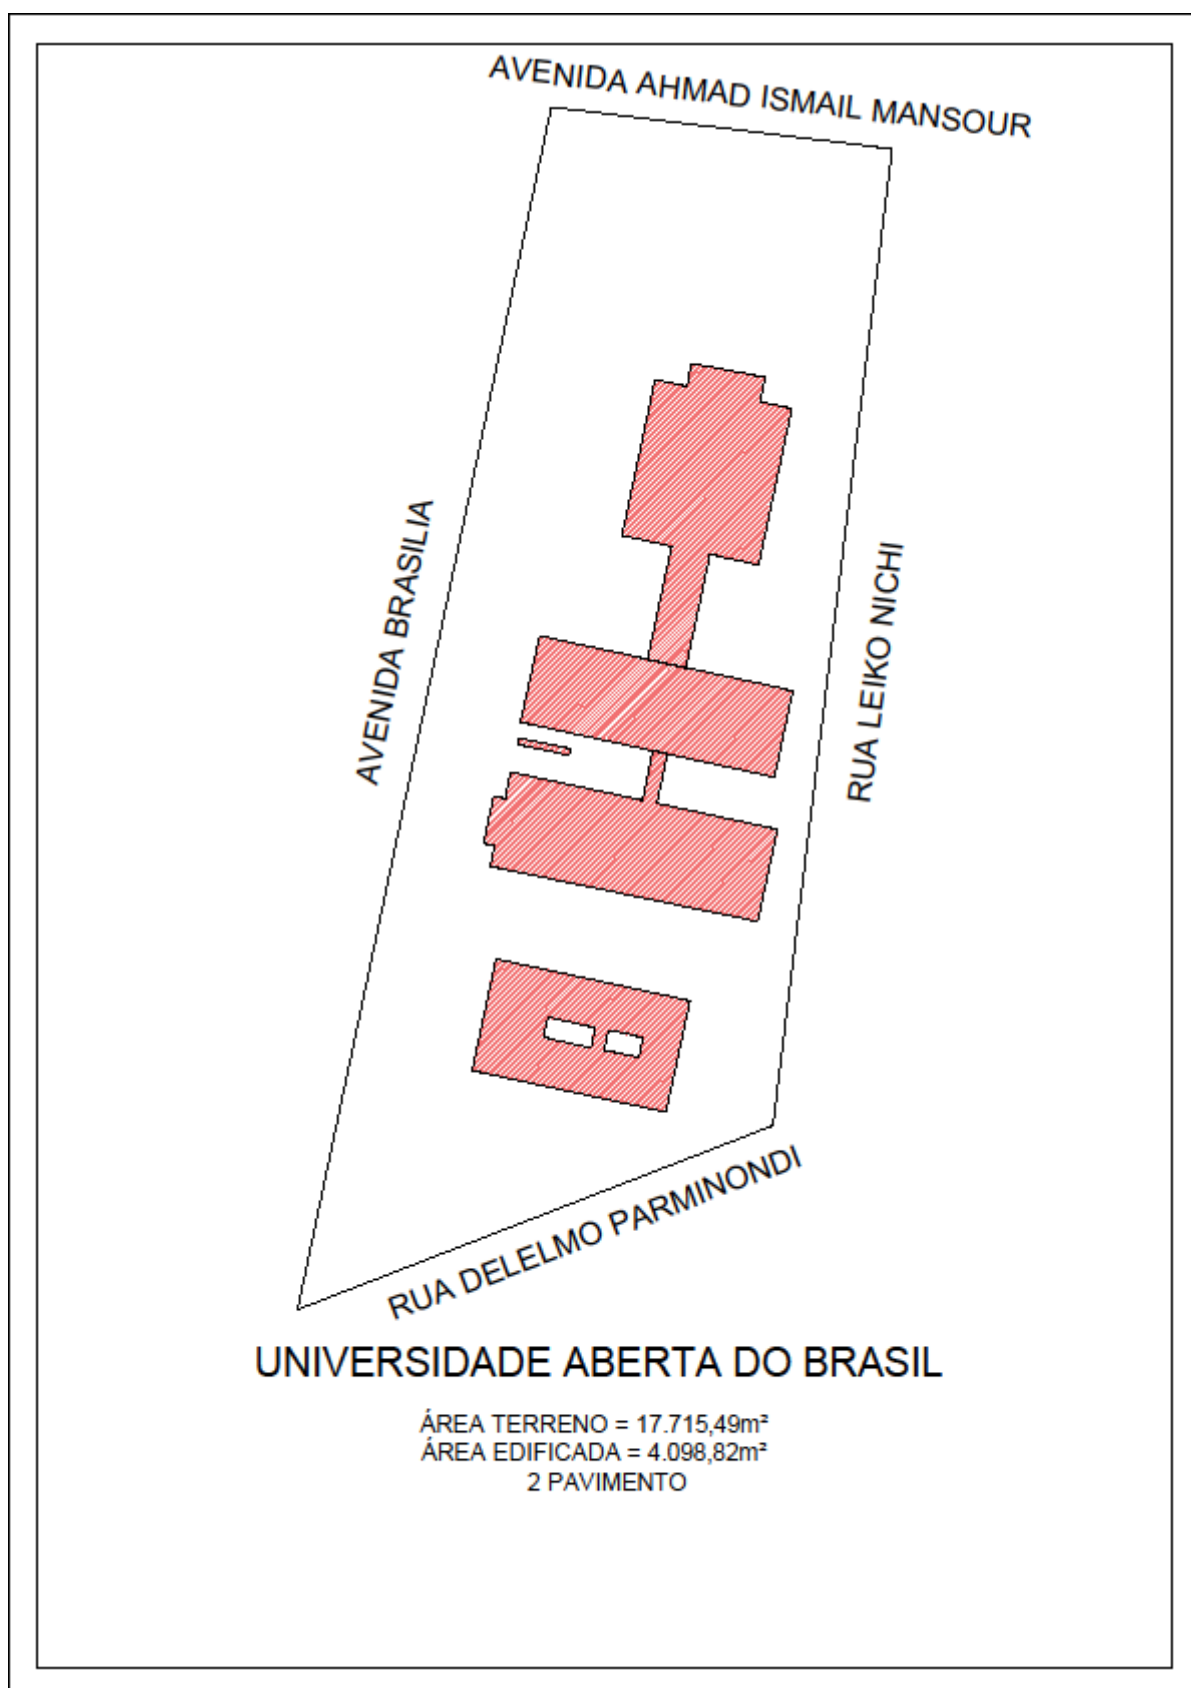 AVENIDA AHMAD ISMAIL MANSOUR
AVENIDA BRASILIA
RUA LEIKO NICHI
RUA DELELMO PARMINONDI
UNIVERSIDADE ABERTA DO BRASIL
ÁREA TERRENO = 17.715,49m²
ÁREA EDIFICADA = 4.098,82m²
2 PAVIMENTO